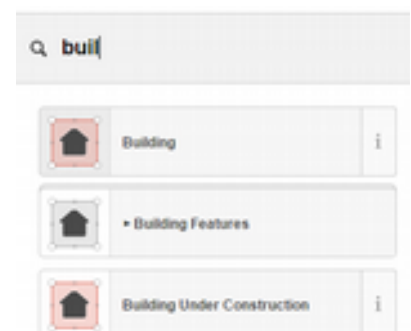 buil
Building
i
▸ Building Features
Building Under Construction
i